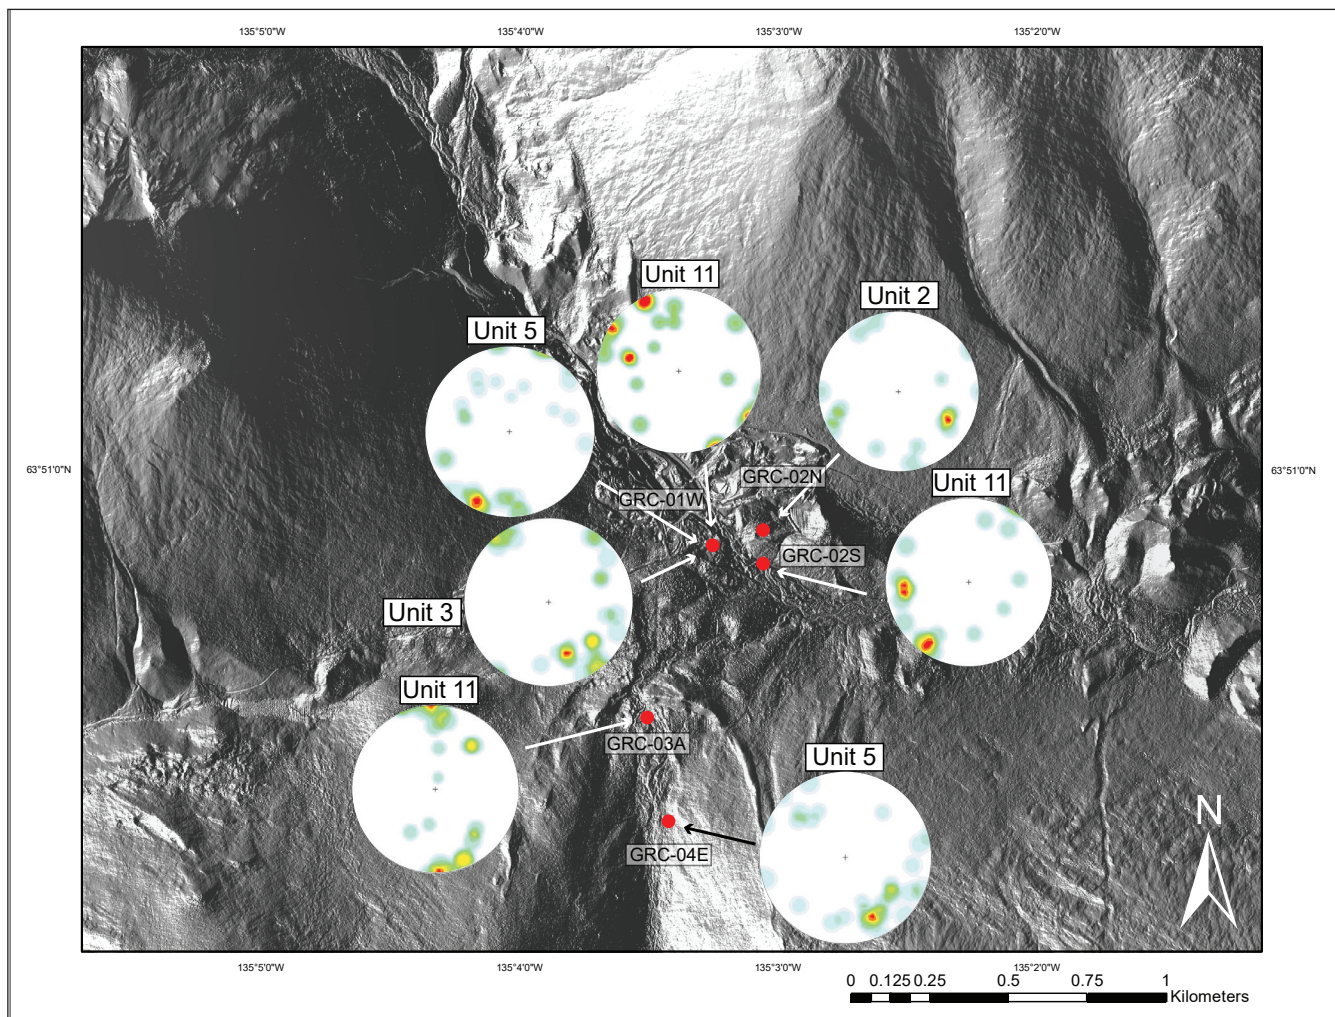 135°5'0"W 135°4'0"W 135°3'0"W 135°2'0"W
Unit 11
Unit 2
Unit 5
63°51'0"N
63°51'0"N
GRC-02N
GRC-01W
Unit 11
GRC-02S
Unit 3
Unit 11
GRC-03A
Unit 5
N
GRC-04E
135°5'0"W 135°4'0"W 135°3'0"W 135°2'0"W
0 0.125 0.25 0.5 0.75 1
Kilometers